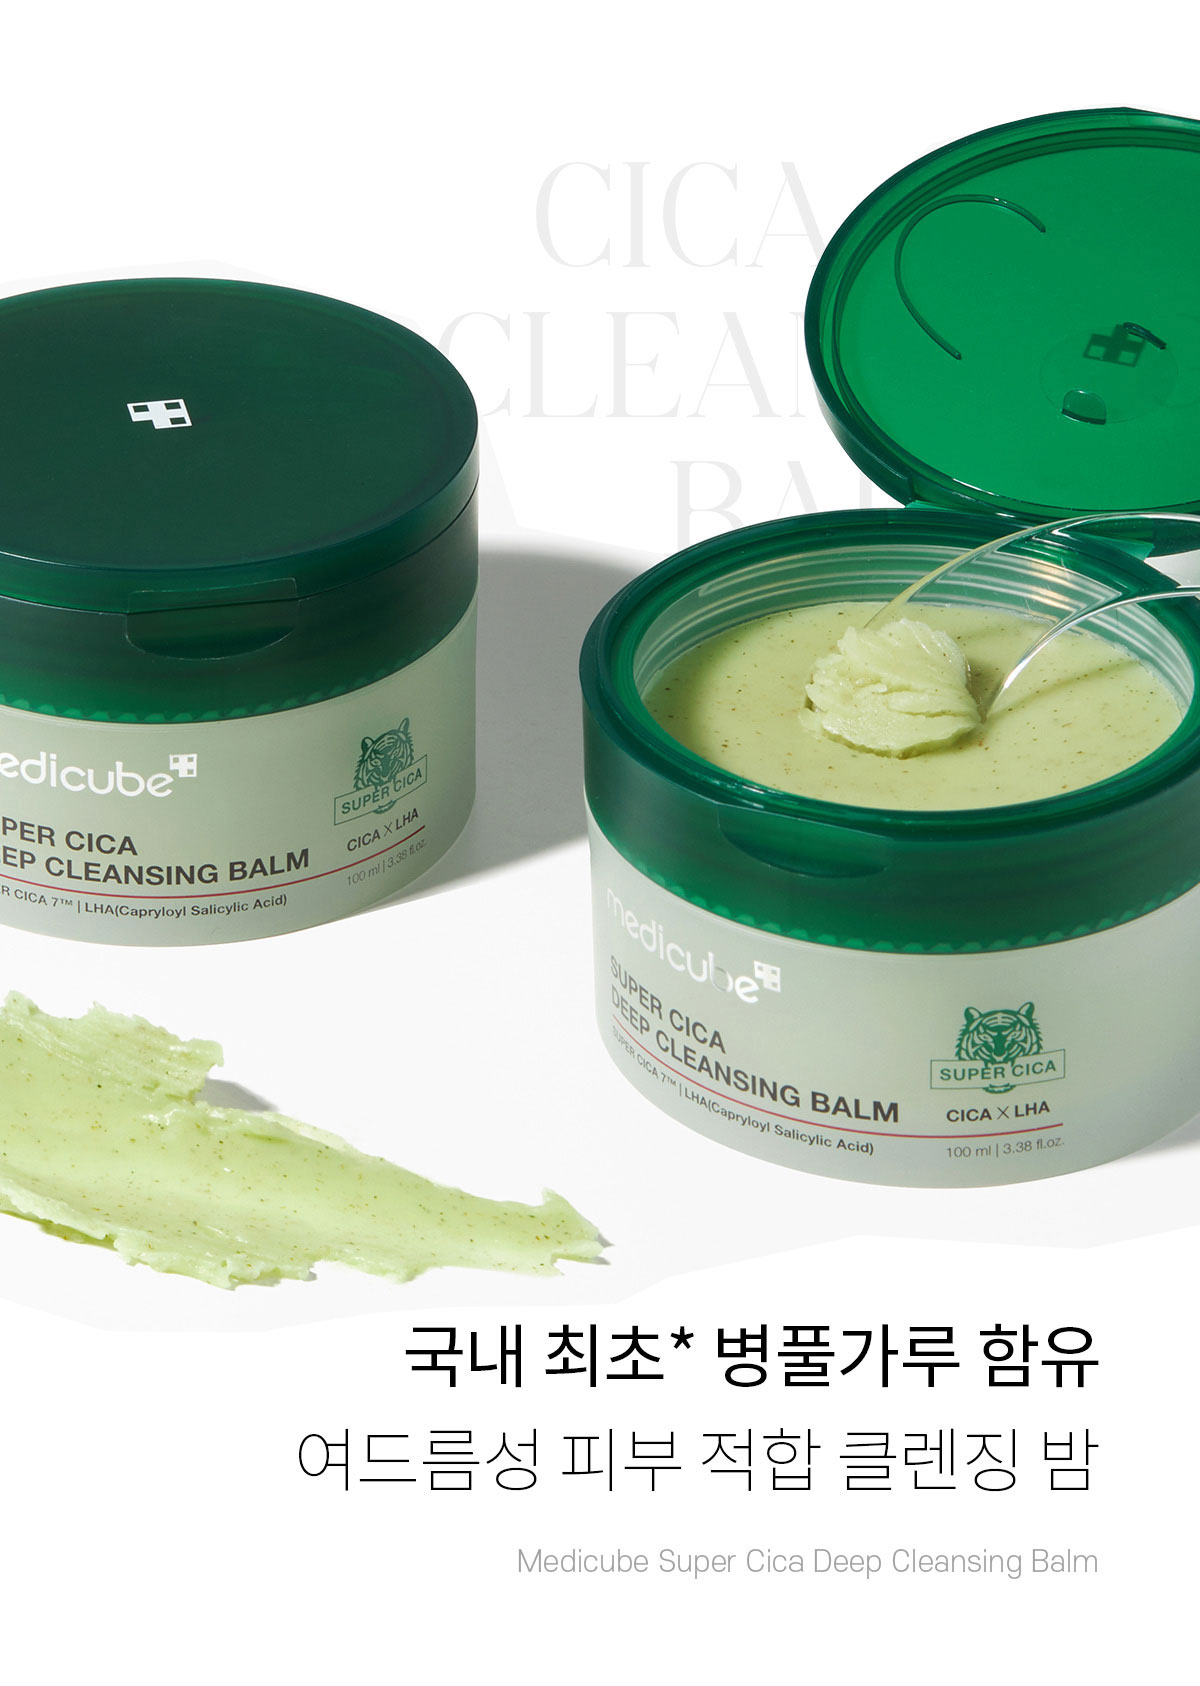 CICA
CLEAN
BA
medicube
SUPER CICA
DEEP CLEANSING BALM
SUPER CICA 7™ | LHA(Capryloyl Salicylic Acid)
SUPER CICA
CICA X LHA
100 ml | 3.38 fl.oz.
medicube
SUPER CICA
DEEP CLEANSING BALM
SUPER CICA 7™ | LHA(Capryloyl Salicylic Acid)
SUPER CICA
CICA X LHA
100 ml | 3.38 fl.oz.
국내 최초* 병풀가루 함유
여드름성 피부 적합 클렌징 밤
Medicube Super Cica Deep Cleansing Balm